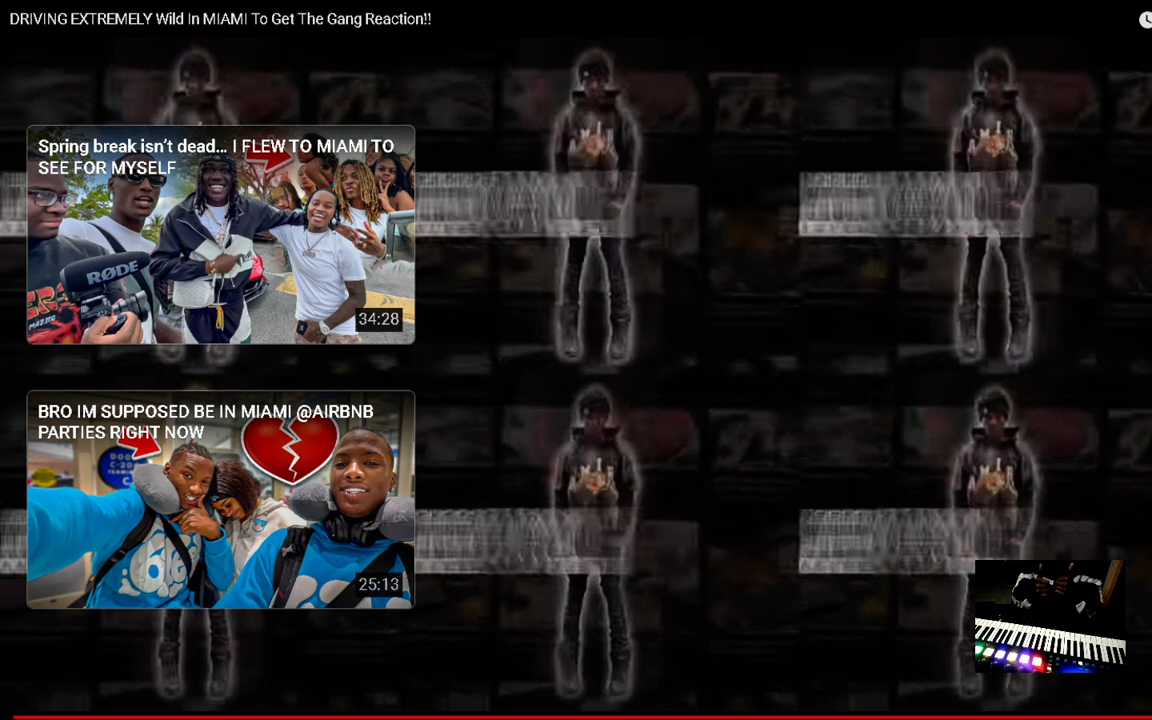 DRIVING EXTREMELY Wild In MIAMI To Get The Gang Reaction!!
Spring break isn't dead... I FLEW TO MIAMI TO
SEE FOR MYSELF
RØDE
34:28
BRO IM SUPPOSED BE IN MIAMI @AIRBNB
PARTIES RIGHT NOW
25:13